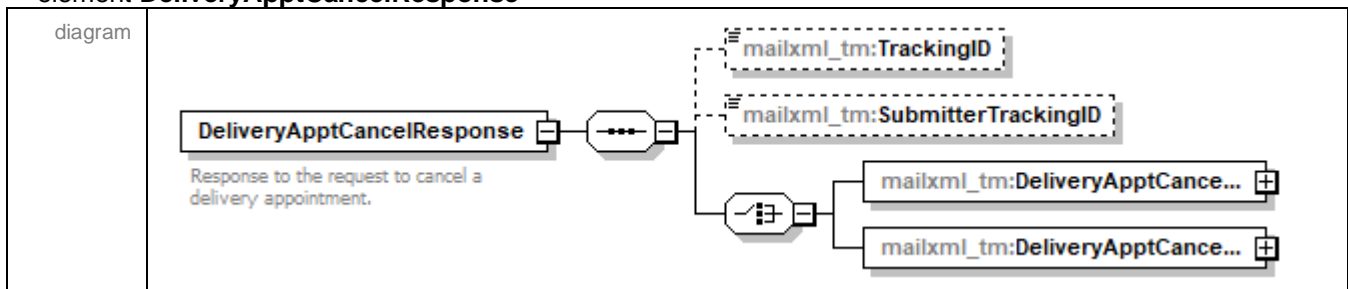 element DeliveryApptCancelResponse
diagram
mailxml_tm:TrackingID
mailxml_tm:SubmitterTrackingID
DeliveryApptCancelResponse
Response to the request to cancel a
delivery appointment.
mailxml_tm:DeliveryApptCance...
mailxml_tm:DeliveryApptCance...